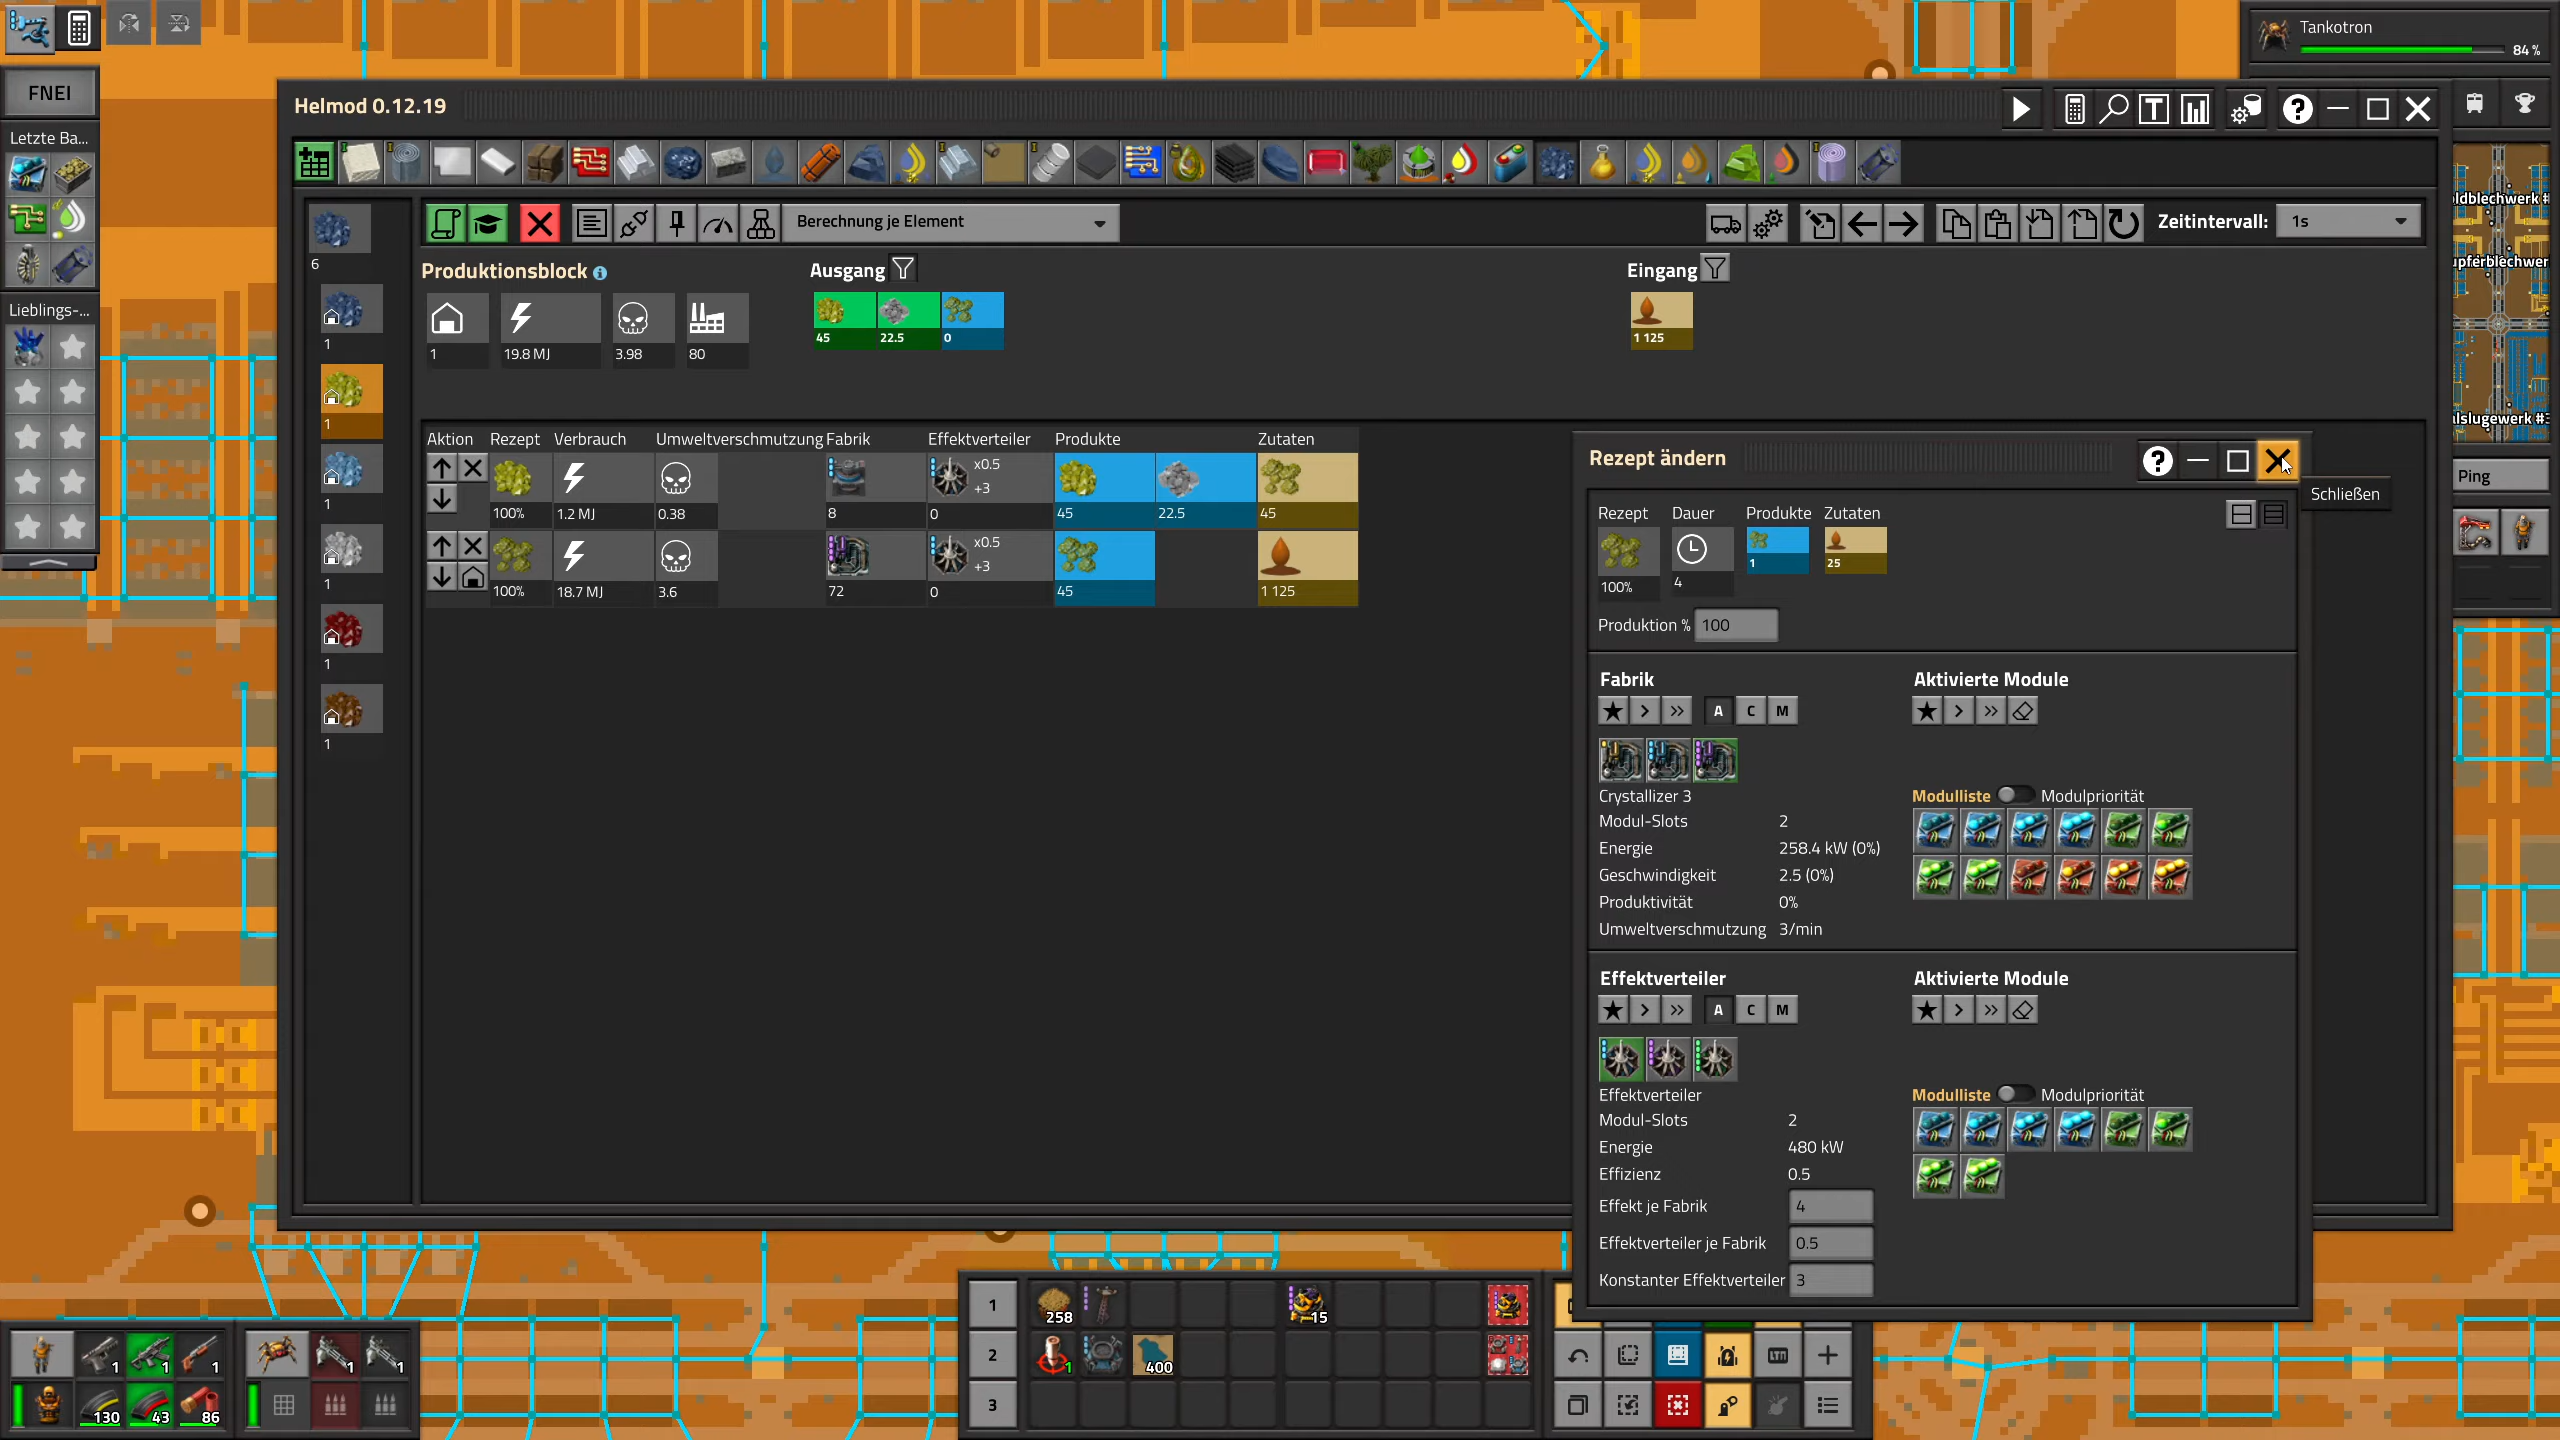 Tankotron
84 %
FNEI
Helmod 0.12.19
Letzte Ba...
Berechnung je Element
Zeitintervall:
1s
6
Produktionsblock
Ausgang
Eingang
1
19.8 MJ
3.98
80
45
22.5
0
1 125
1
Lieblings-...
1
Aktion
Rezept
Verbrauch
Umweltverschmutzung
Fabrik
Effektverteiler
Produkte
Zutaten
x0.5
+3
100%
1.2 MJ
0.38
8
0
45
22.5
45
x0.5
+3
100%
18.7 MJ
3.6
72
0
45
1 125
1
1
1
1
Rezept ändern
Schließen
Ping
Rezept
Dauer
Produkte
Zutaten
100%
4
1
25
Produktion %
100
Fabrik
Aktivierte Module
A
C
M
Crystallizer 3
Modulliste
Modulpriorität
Modul-Slots
2
Energie
258.4 kW (0%)
Geschwindigkeit
2.5 (0%)
Produktivität
0%
Umweltverschmutzung
3/min
Effektverteiler
Aktivierte Module
A
C
M
Effektverteiler
Modulliste
Modulpriorität
Modul-Slots
2
Energie
480 kW
Effizienz
0.5
Effekt je Fabrik
4
Effektverteiler je Fabrik
0.5
Konstanter Effektverteiler
3
1
258
15
2
1
400
LTN
3
1
1
1
1
1
130
43
86